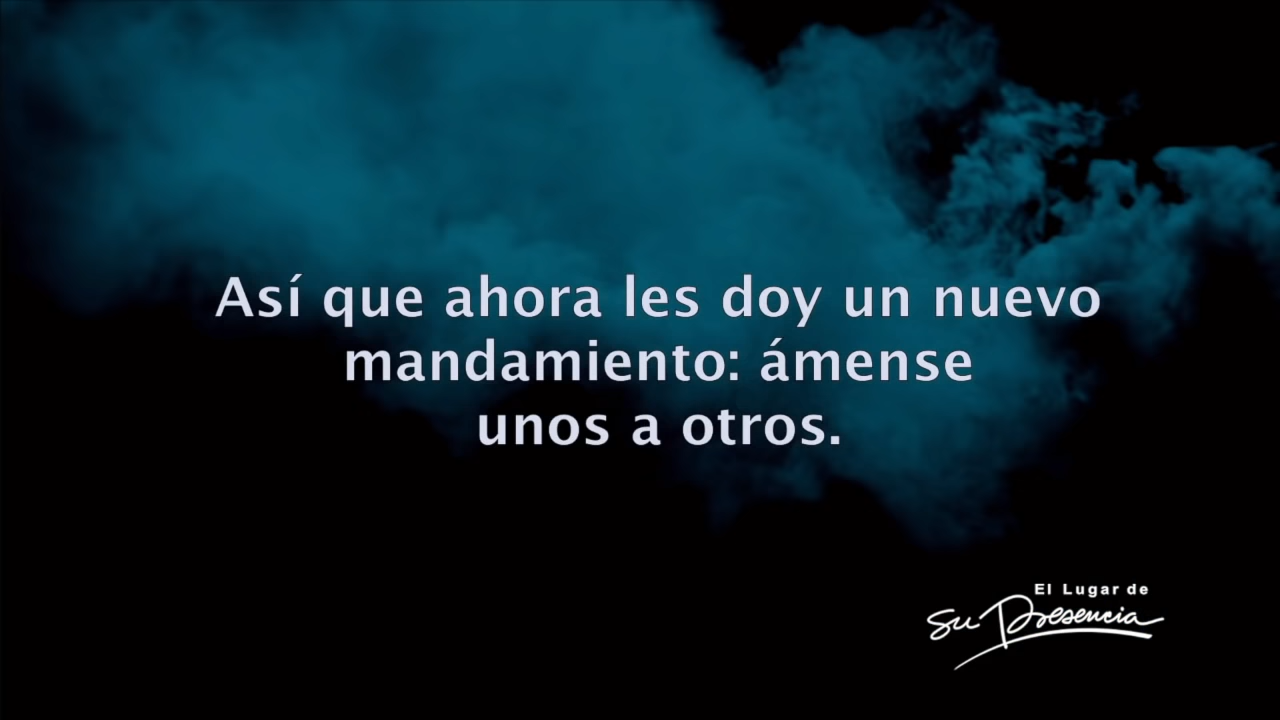 Así que ahora les doy un nuevo
mandamiento: ámense
unos a otros.
El Lugar de
Su Presencia